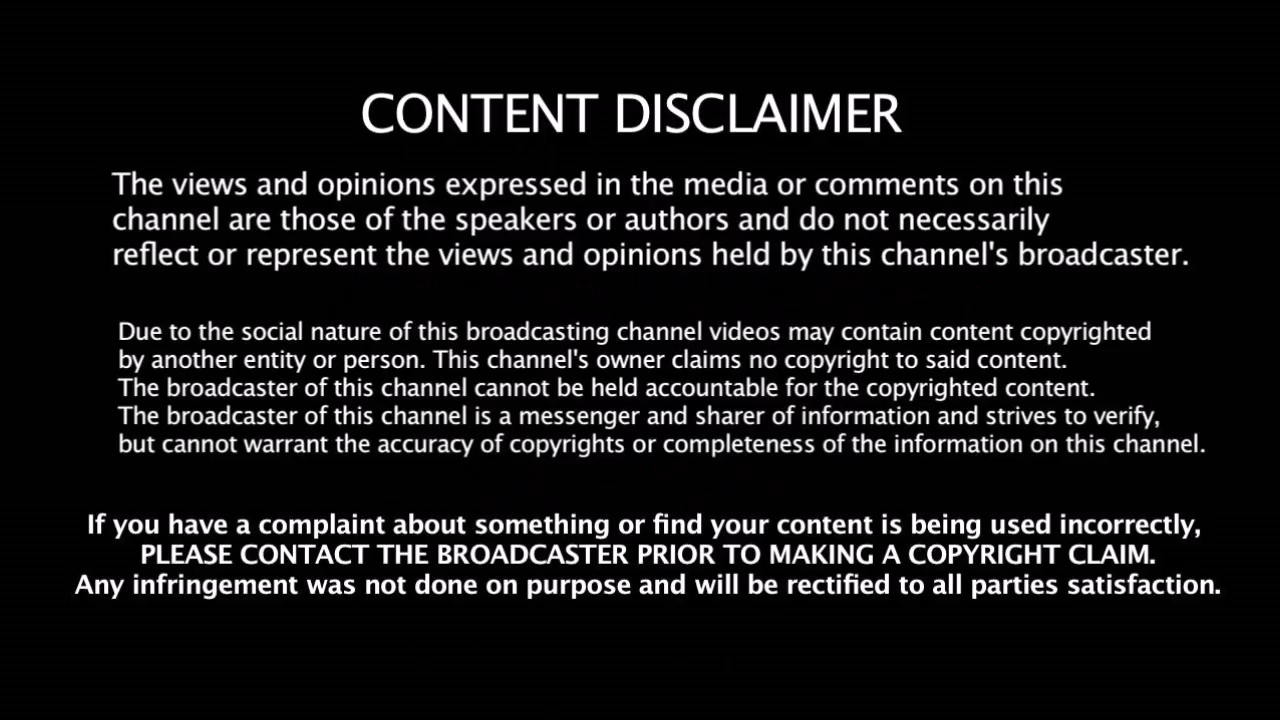 CONTENT DISCLAIMER
The views and opinions expressed in the media or comments on this
channel are those of the speakers or authors and do not necessarily
reflect or represent the views and opinions held by this channel's broadcaster.
Due to the social nature of this broadcasting channel videos may contain content copyrighted
by another entity or person. This channel's owner claims no copyright to said content.
The broadcaster of this channel cannot be held accountable for the copyrighted content.
The broadcaster of this channel is a messenger and sharer of information and strives to verify,
but cannot warrant the accuracy of copyrights or completeness of the information on this channel.
If you have a complaint about something or find your content is being used incorrectly,
PLEASE CONTACT THE BROADCASTER PRIOR TO MAKING A COPYRIGHT CLAIM.
Any infringement was not done on purpose and will be rectified to all parties satisfaction.